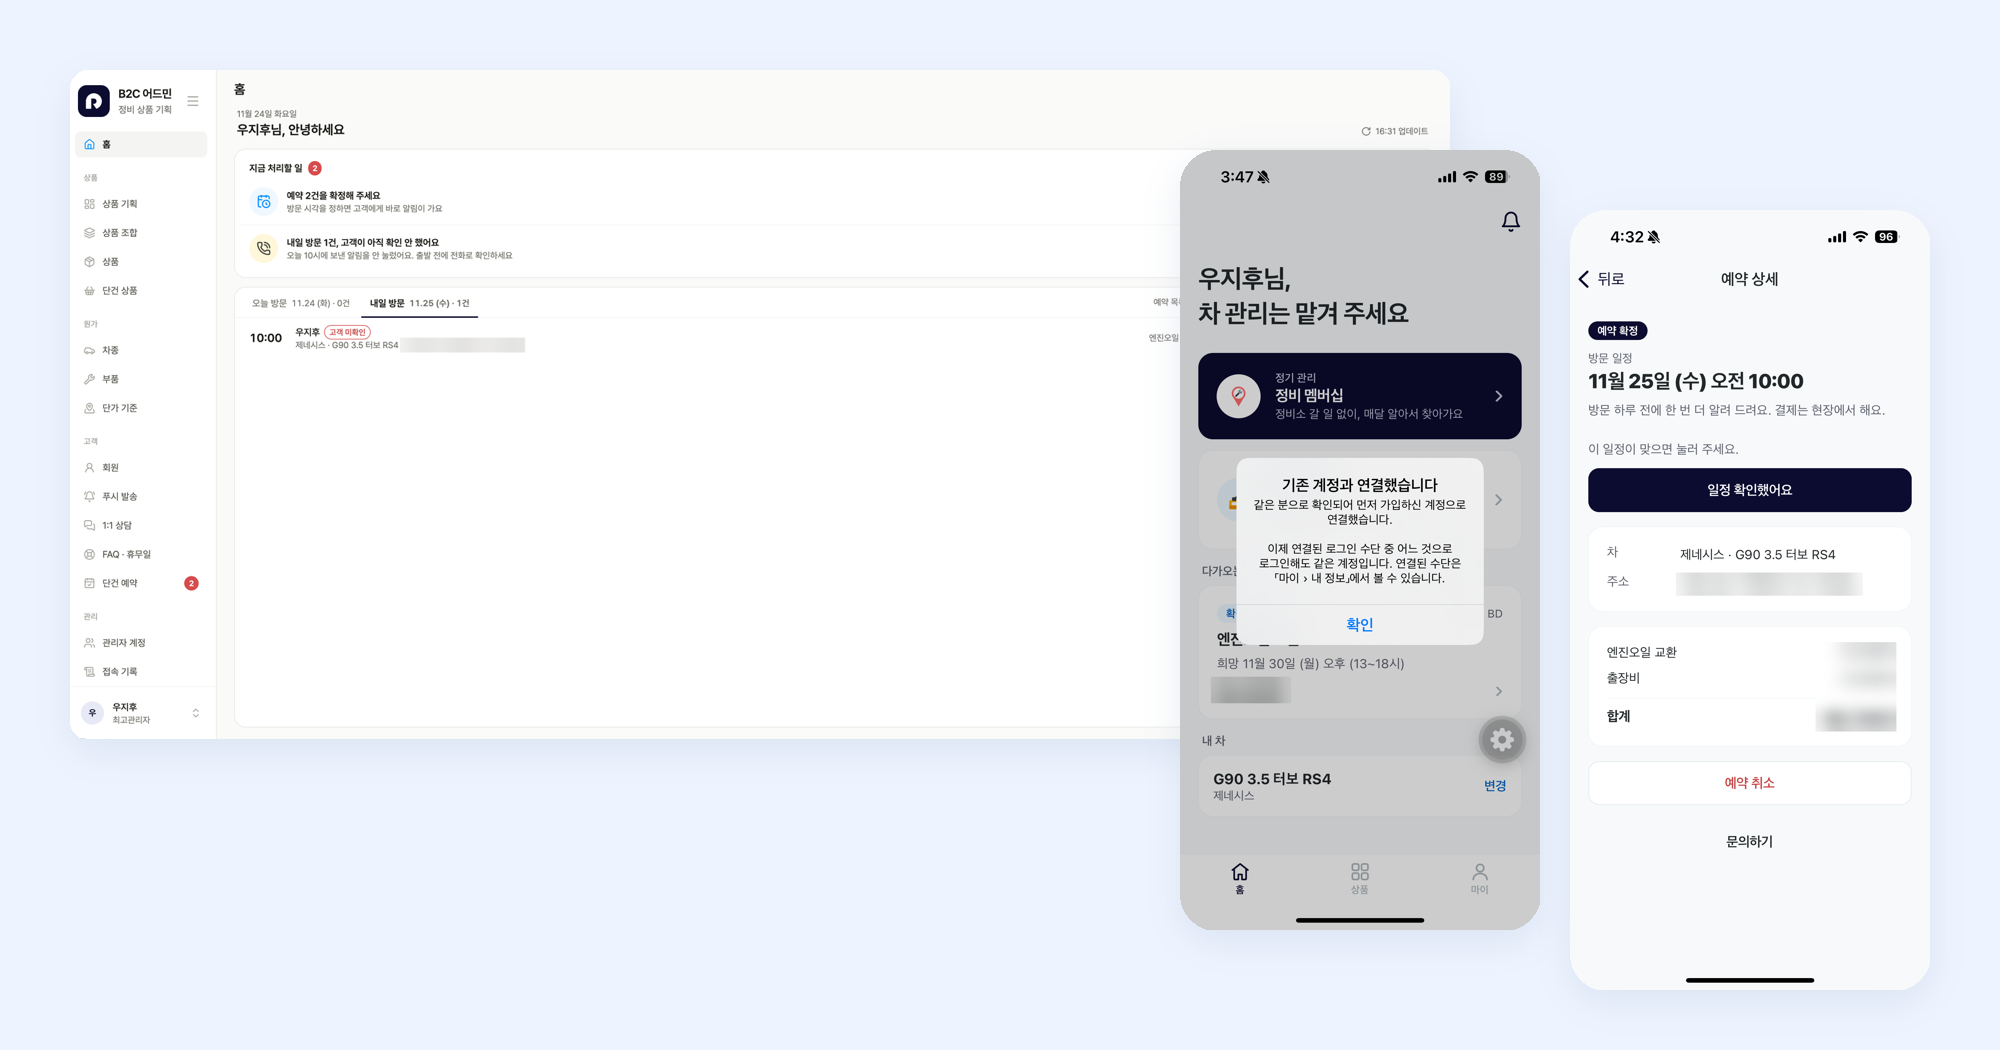 B2C 어드민
정비 상품 기획
홈
상품
상품 기획
상품 조합
상품
단건 상품
원가
차종
부품
단가 기준
고객
회원
푸시 발송
1:1 상담
FAQ · 휴무일
단건 예약 2
관리
관리자 계정
접속 기록
우 우지후
최고관리자
홈
11월 24일 화요일
우지후님, 안녕하세요
16:31 업데이트
지금 처리할 일 2
예약 2건을 확정해 주세요
방문 시각을 정하면 고객에게 바로 알림이 가요
내일 방문 1건, 고객이 아직 확인 안 했어요
오늘 10시에 보낸 알림을 안 눌렀어요. 출발 전에 전화로 확인하세요
오늘 방문 11.24 (화) · 0건 내일 방문 11.25 (수) · 1건
예약
10:00 우지후 고객 미확인
제네시스 · G90 3.5 터보 RS4
엔진오일
3:47 89
우지후님,
차 관리는 맡겨 주세요
정기 관리
정비 멤버십
정비소 갈 일 없이, 매달 알아서 찾아가요
기존 계정과 연결했습니다
같은 분으로 확인되어 먼저 가입하신 계정으로
연결했습니다.
이제 연결된 로그인 수단 중 어느 것으로
로그인해도 같은 계정입니다. 연결된 수단은
「마이 › 내 정보」에서 볼 수 있습니다.
확인
다가오는
BD
희망 11월 30일 (월) 오후 (13~18시)
내 차
G90 3.5 터보 RS4
제네시스
변경
홈 상품 마이
4:32 96
뒤로 예약 상세
예약 확정
방문 일정
11월 25일 (수) 오전 10:00
방문 하루 전에 한 번 더 알려 드려요. 결제는 현장에서 해요.
이 일정이 맞으면 눌러 주세요.
일정 확인했어요
차 제네시스 · G90 3.5 터보 RS4
주소
엔진오일 교환
출장비
합계
예약 취소
문의하기